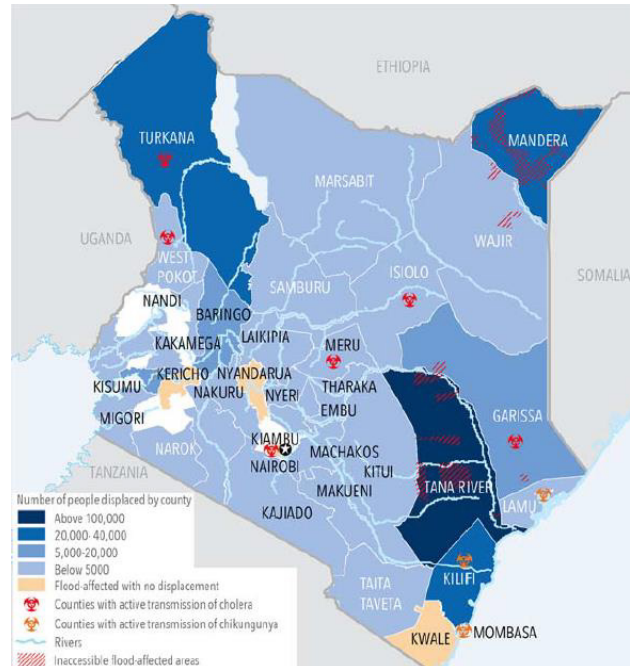 ETHIOPIA
TURKANA
MANDERA
MARSABIT
UGANDA
WEST
POKOT
WAJIR
SOMALIA
ISIOLO
SAMBURU
NANDI
BARINGO
KAKAMEGA
LAIKIPIA
MERU
KERICHO
NYANDARUA
THARAKA
KISUMU
NAKURU
NYERI
EMBU
GARISSA
MIGORI
NAROK
KIAMBU
MACHAKOS
NAIROBI
KITUI
TANZANIA
MAKUENI
TANA RIVER
LAMU
KAJIADO
TAITA
TAVETA
KILIFI
KWALE
MOMBASA
Number of people displaced by county
Above 100,000
20,000- 40,000
5,000-20,000
Below 5000
Flood-affected with no displacement
Counties with active transmission of cholera
Counties with active transmission of chikungunya
Rivers
Inaccessible flood-affected areas